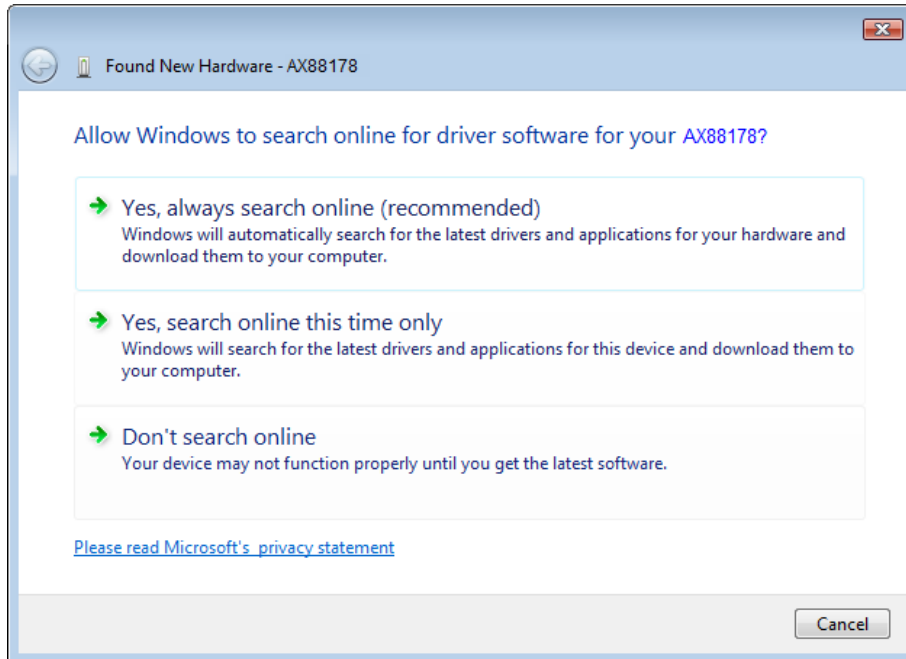 Found New Hardware - AX88178
Allow Windows to search online for driver software for your AX88178?
Yes, always search online (recommended)
Windows will automatically search for the latest drivers and applications for your hardware and
download them to your computer.
Yes, search online this time only
Windows will search for the latest drivers and applications for this device and download them to
your computer.
Don't search online
Your device may not function properly until you get the latest software.
Please read Microsoft's privacy statement
Cancel